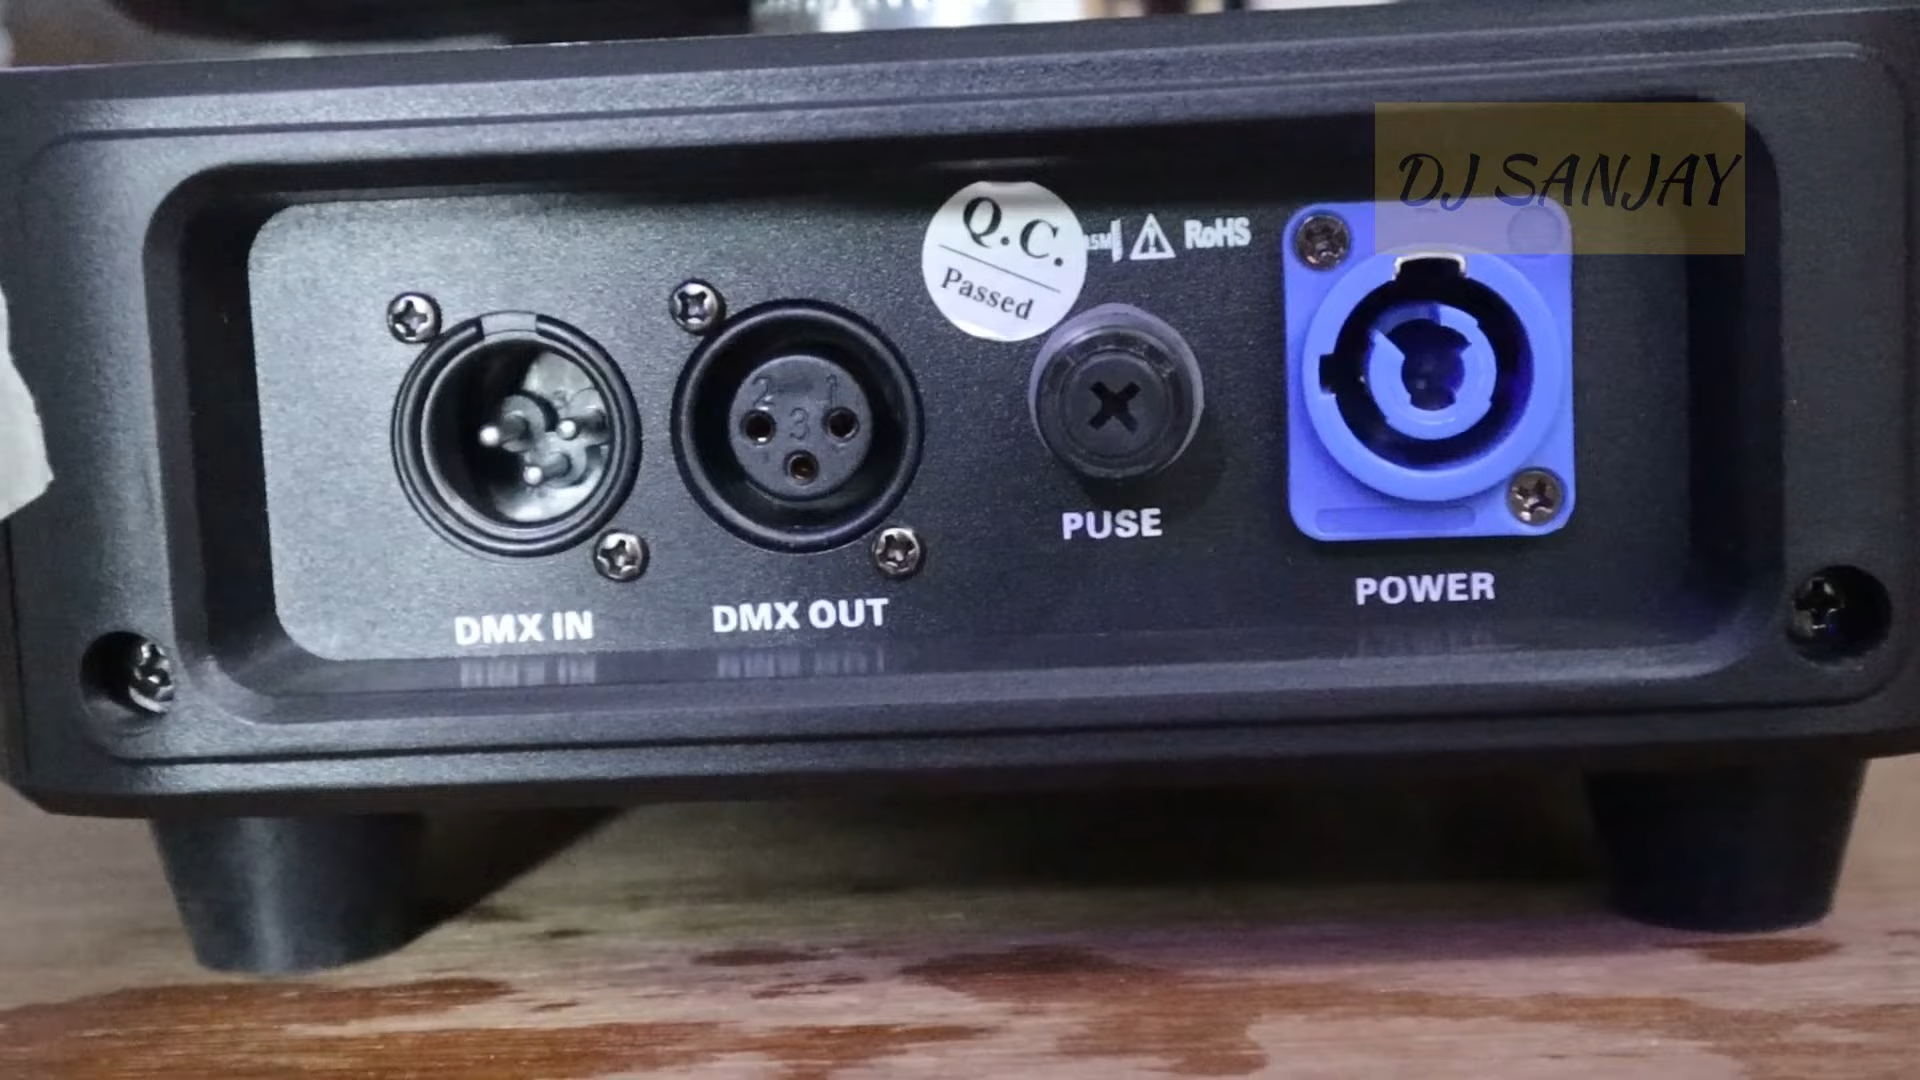 DJ SANJAY
Q.C.
Passed
RoHS
2 1
3
PUSE
POWER
DMX IN
DMX OUT